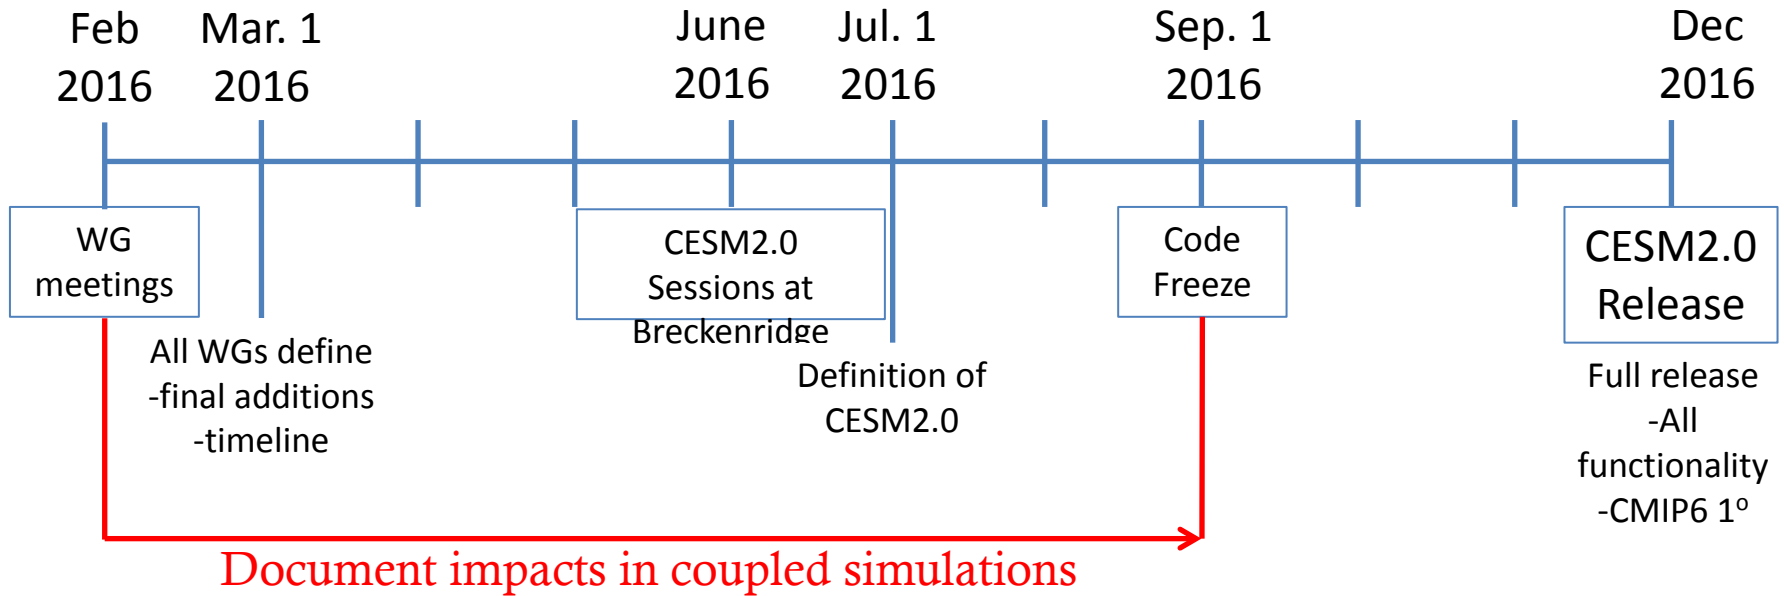 Feb
2016
Mar. 1
2016
June
2016
Jul. 1
2016
Sep. 1
2016
Dec
2016
WG
meetings
All WGs define
-final additions
-timeline
CESM2.0
Sessions at
Breckenridge
Definition of
CESM2.0
Code
Freeze
CESM2.0
Release
Full release
-All
functionality
-CMIP6 1º
Document impacts in coupled simulations